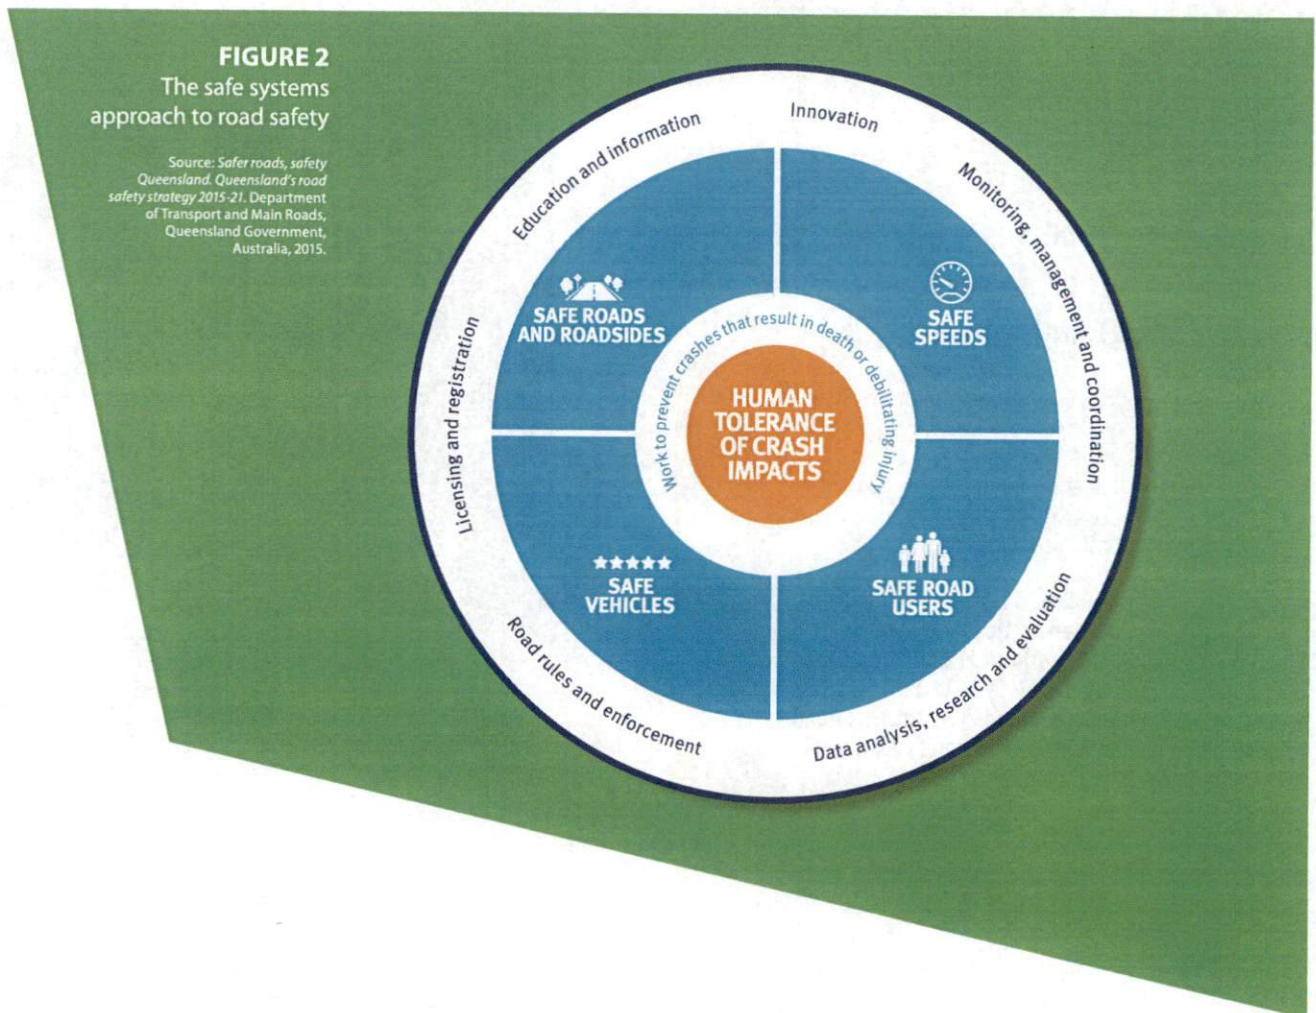 FIGURE 2
The safe systems
approach to road safety
Source: Safer roads, safety
Queensland. Queensland's road
safety strategy 2015-21. Department
of Transport and Main Roads,
Queensland Government,
Australia, 2015.
Licensing and registration
Education and information
Innovation
Monitoring, management and coordination
Data analysis, research and evaluation
Road rules and enforcement
SAFE ROADS
AND ROADSIDES
SAFE
SPEEDS
Work to prevent crashes that result in death or debilitating injury
HUMAN
TOLERANCE
OF CRASH
IMPACTS
SAFE
VEHICLES
SAFE ROAD
USERS